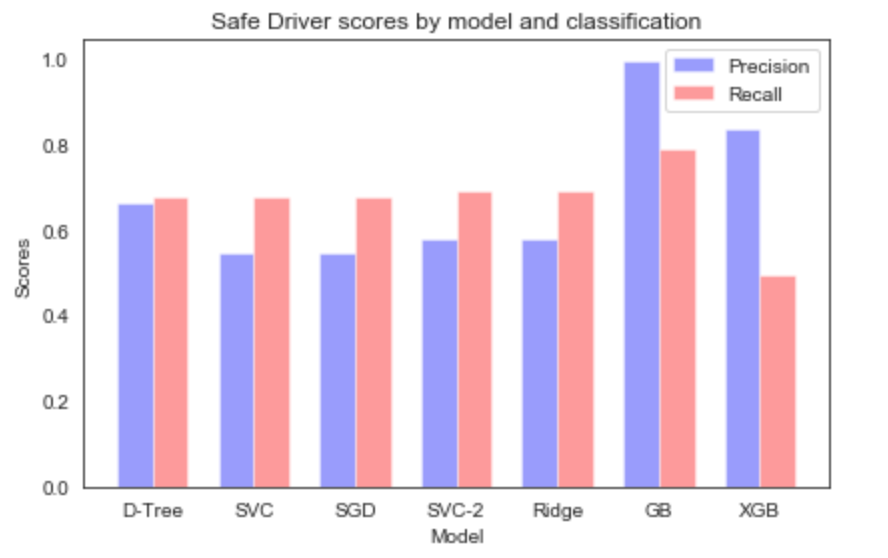 Safe Driver scores by model and classification
1.0
0.8
0.6
0.4
0.2
0.0
Scores
Precision
Recall
D-Tree SVC SGD SVC-2 Ridge GB XGB
Model